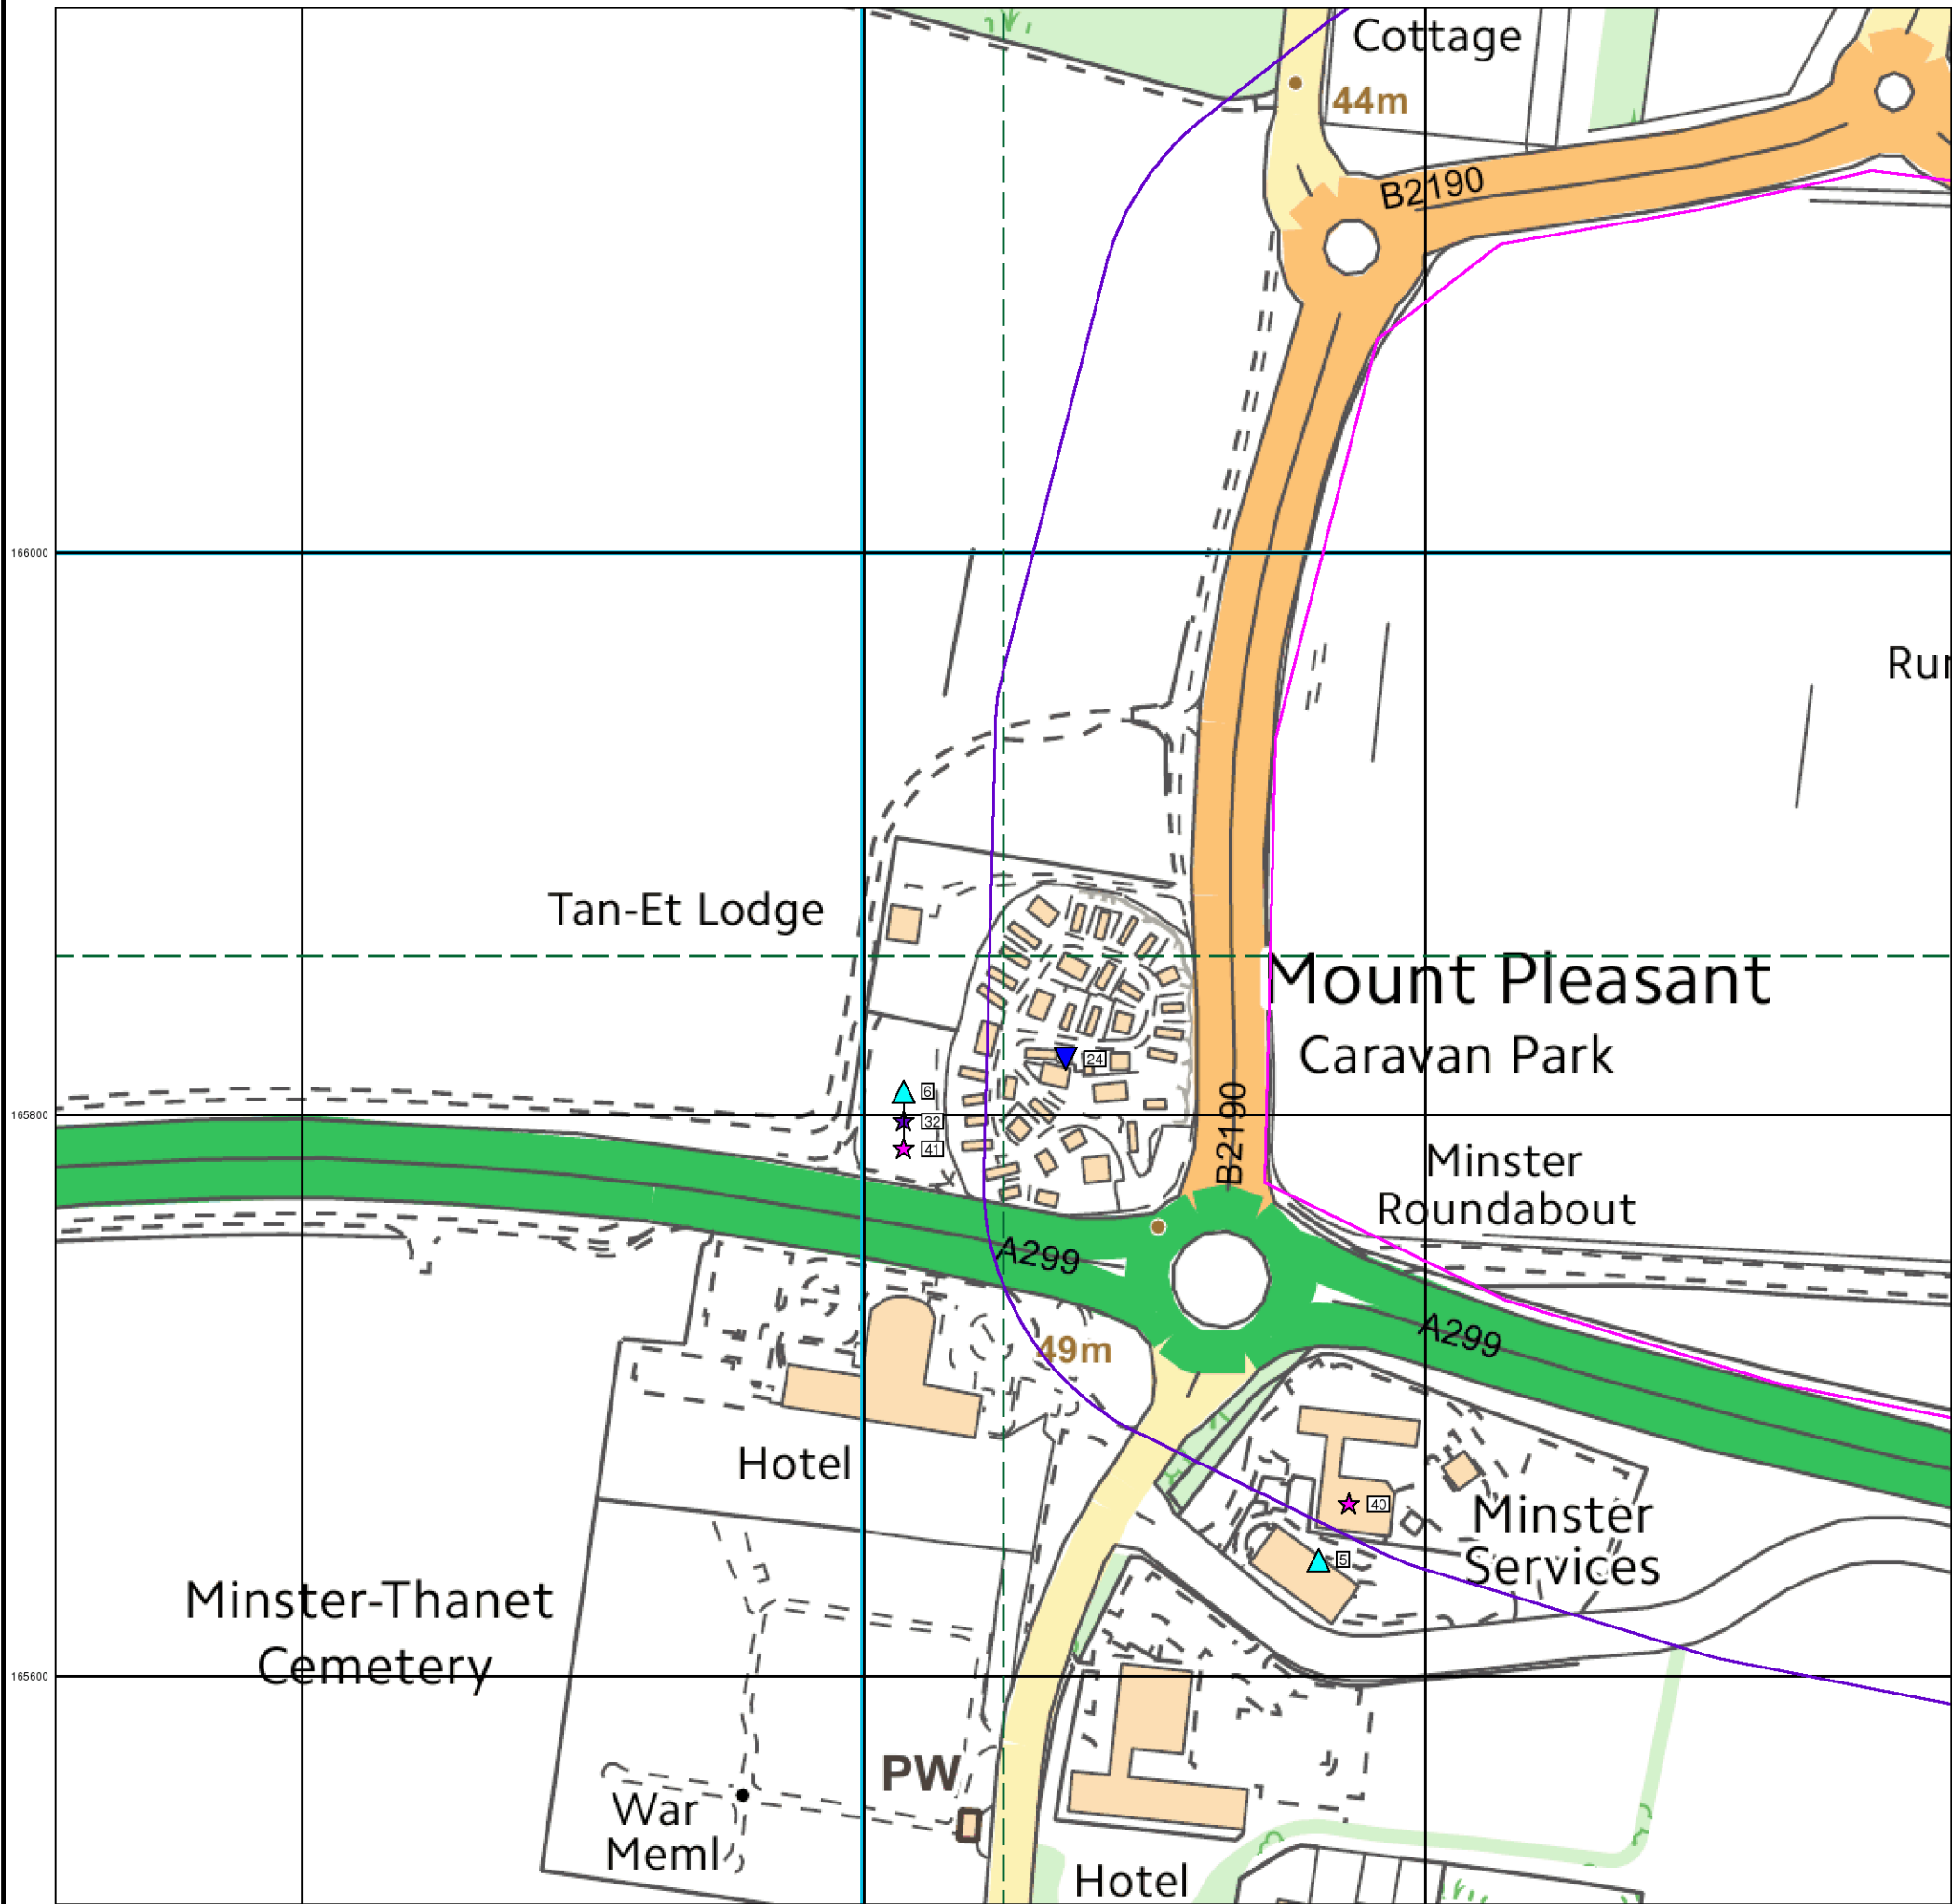 Cottage
44m
B2190
166000
Rur
Tan-Et Lodge
Mount Pleasant
Caravan Park
24
6
165800
32
41
B2190
Minster
Roundabout
A299
A299
49m
Hotel
40
Minster
Services
5
Minster-Thanet
Cemetery
165600
PW
War
Meml
Hotel